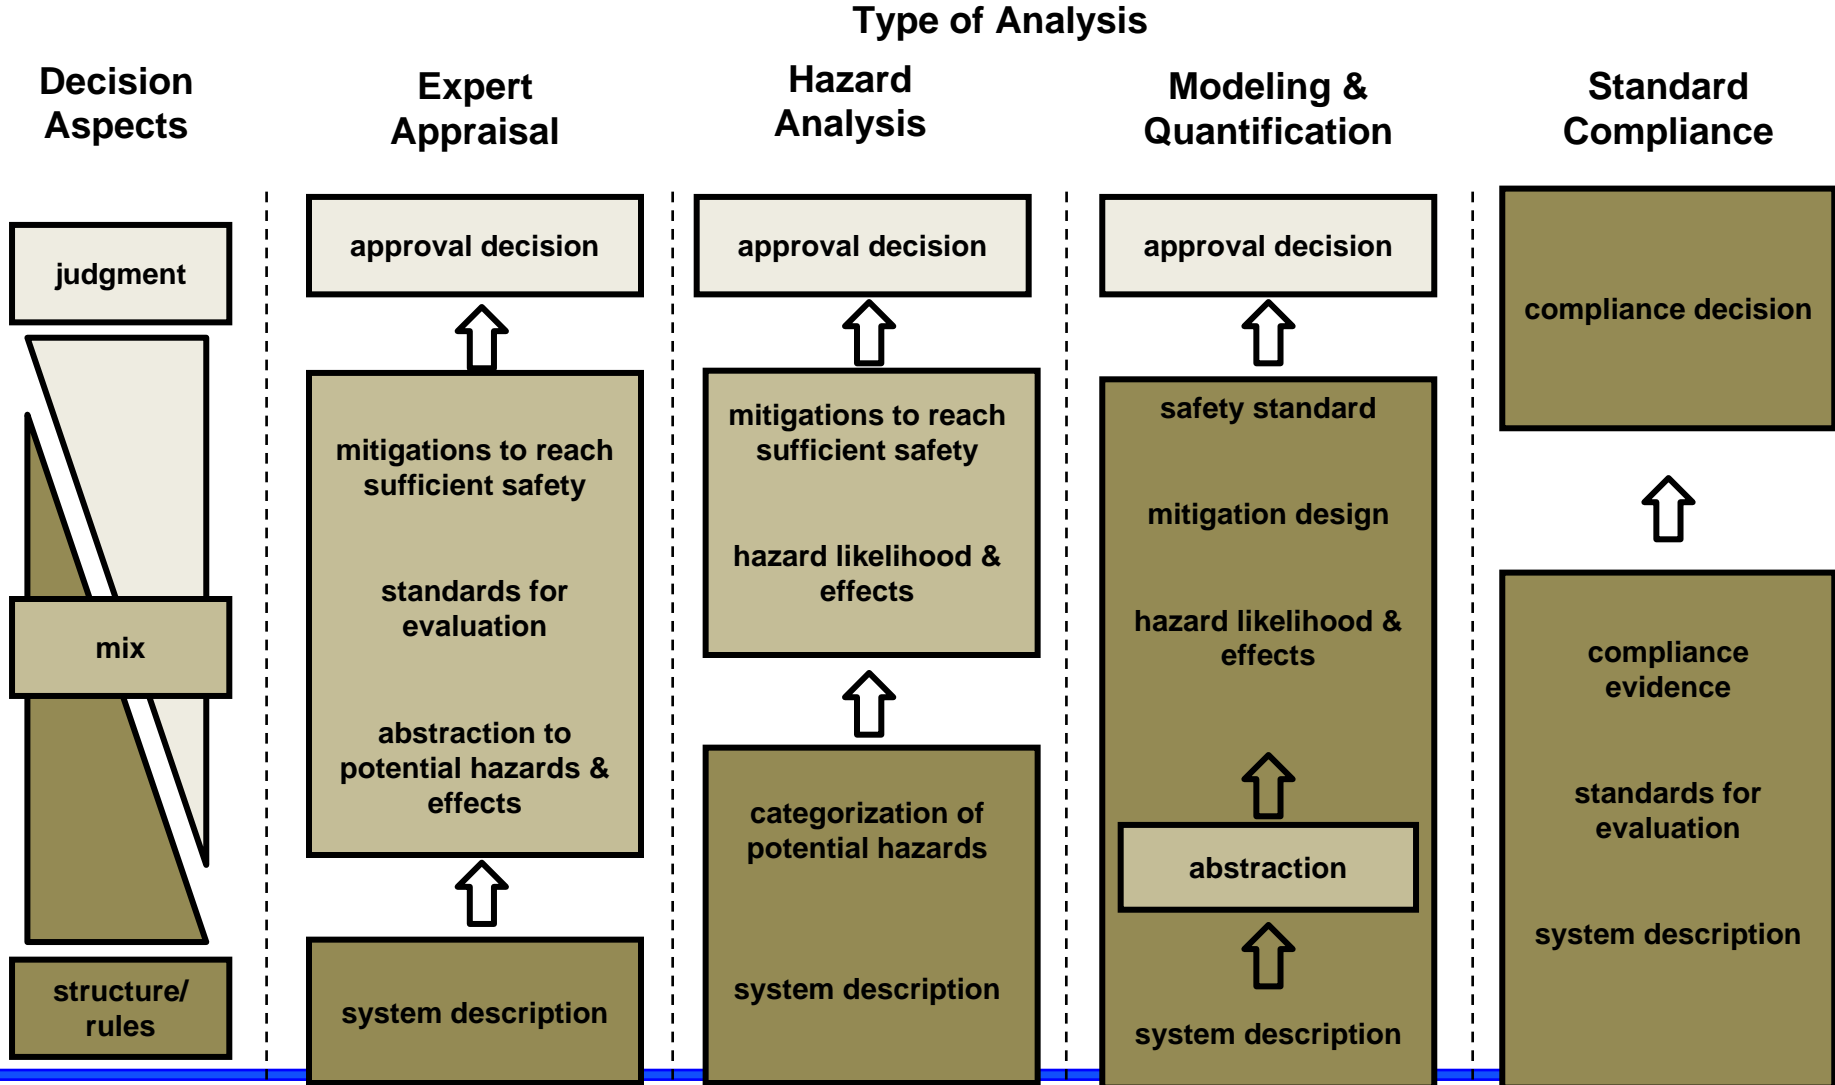 Type of Analysis
Decision
Aspects
Expert
Appraisal
Hazard
Analysis
Modeling &
Quantification
Standard
Compliance
judgment
mix
structure/
rules
approval decision
mitigations to reach
sufficient safety
standards for
evaluation
abstraction to
potential hazards &
effects
system description
approval decision
mitigations to reach
sufficient safety
hazard likelihood &
effects
categorization of
potential hazards
system description
approval decision
safety standard
mitigation design
hazard likelihood &
effects
abstraction
system description
compliance decision
compliance
evidence
standards for
evaluation
system description